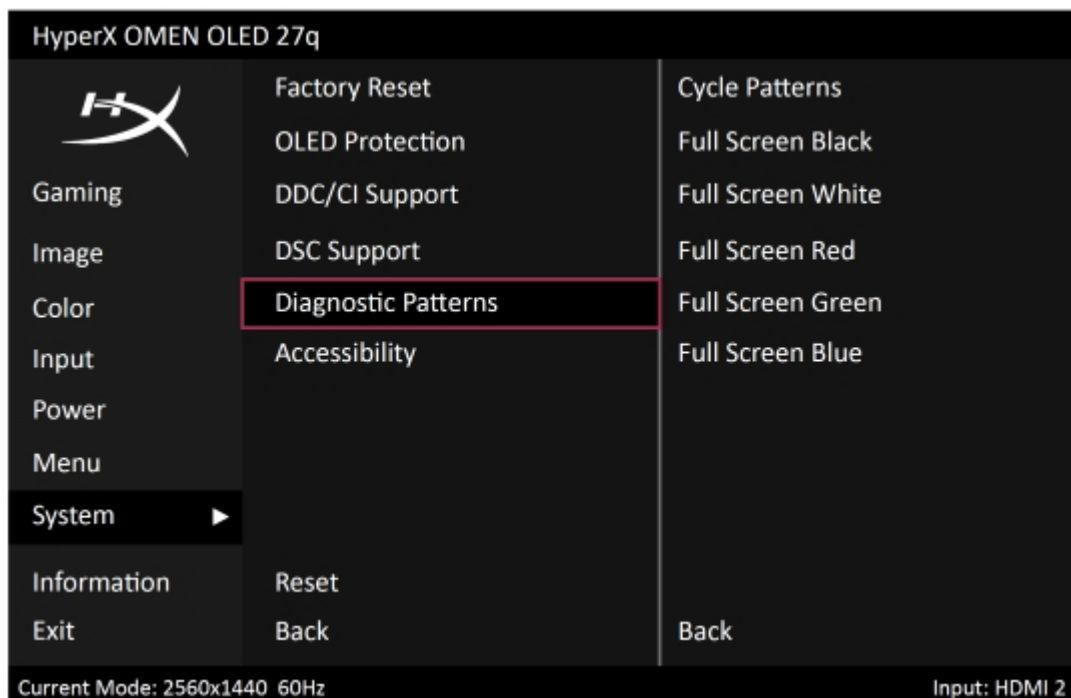 HyperX OMEN OLED 27q
HX
Gaming
Image
Color
Input
Power
Menu
System
Information
Exit
Factory Reset
OLED Protection
DDC/CI Support
DSC Support
Diagnostic Patterns
Accessibility
Reset
Back
Cycle Patterns
Full Screen Black
Full Screen White
Full Screen Red
Full Screen Green
Full Screen Blue
Back
Current Mode: 2560x1440 60Hz
Input: HDMI 2